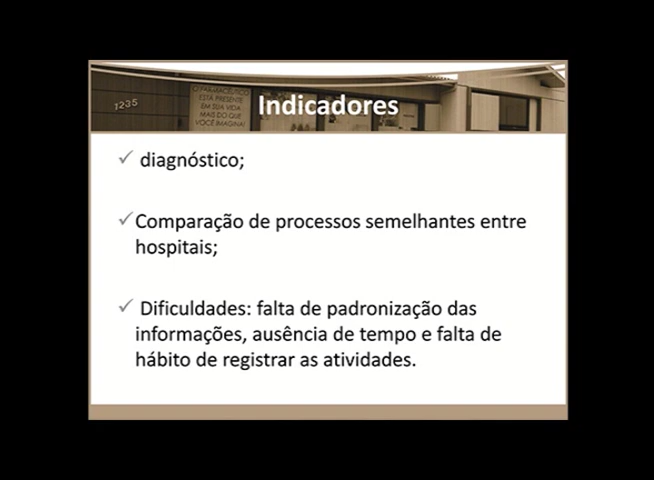 1235
O FARMACÊUTICO
ESTÁ PRESENTE
EM SUA VIDA
MAIS DO QUE
VOCÊ IMAGINA!
Indicadores
diagnóstico;
Comparação de processos semelhantes entre
hospitais;
Dificuldades: falta de padronização das
informações, ausência de tempo e falta de
hábito de registrar as atividades.